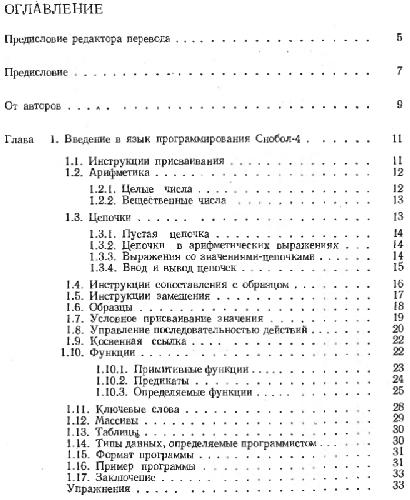 ОГЛАВЛЕНИЕ
Предисловие редактора перевода . . . . . . . . . . . . . . . 5
Предисловие . . . . . . . . . . . . . . . . . . . . . . 7
От авторов . . . . . . . . . . . . . . . . . . . . . . . 9
Глава 1. Введение в язык программирования Снобол-4 . . . . . . . 11
1.1. Инструкции присваивания . . . . . . . . . . . . . 11
1.2. Арифметика . . . . . . . . . . . . . . . . . . . 12
1.2.1. Целые числа . . . . . . . . . . . . . . . 12
1.2.2. Вещественные числа . . . . . . . . . . . . 13
1.3. Цепочки . . . . . . . . . . . . . . . . . . . . 13
1.3.1. Пустая цепочка . . . . . . . . . . . . . . 14
1.3.2. Цепочки в арифметических выражениях . . . 14
1.3.3. Выражения со значениями-цепочками . . . . . 14
1.3.4. Ввод и вывод цепочек . . . . . . . . . . . 15
1.4. Инструкции сопоставления с образцом . . . . . . . . 16
1.5. Инструкции замещения . . . . . . . . . . . . . . 17
1.6. Образцы . . . . . . . . . . . . . . . . . . . . 18
1.7. Условное присваивание значения . . . . . . . . . . 19
1.8. Управление последовательностью действий . . . . . . 20
1.9. Косвенная ссылка . . . . . . . . . . . . . . . . 22
1.10. Функции . . . . . . . . . . . . . . . . . . . . 22
1.10.1. Примитивные функции . . . . . . . . . . . 23
1.10.2. Предикаты . . . . . . . . . . . . . . . . 24
1.10.3. Определяемые функции . . . . . . . . . . . 25
1.11. Ключевые слова . . . . . . . . . . . . . . . . . 28
1.12. Массивы . . . . . . . . . . . . . . . . . . . . 29
1.13. Таблицы . . . . . . . . . . . . . . . . . . . . 30
1.14. Типы данных, определяемые программистом . . . . . 30
1.15. Формат программы . . . . . . . . . . . . . . . . 31
1.16. Пример программы . . . . . . . . . . . . . . . . 31
1.17. Заключение . . . . . . . . . . . . . . . . . . . 33
Упражнения . . . . . . . . . . . . . . . . . . . . . . 33